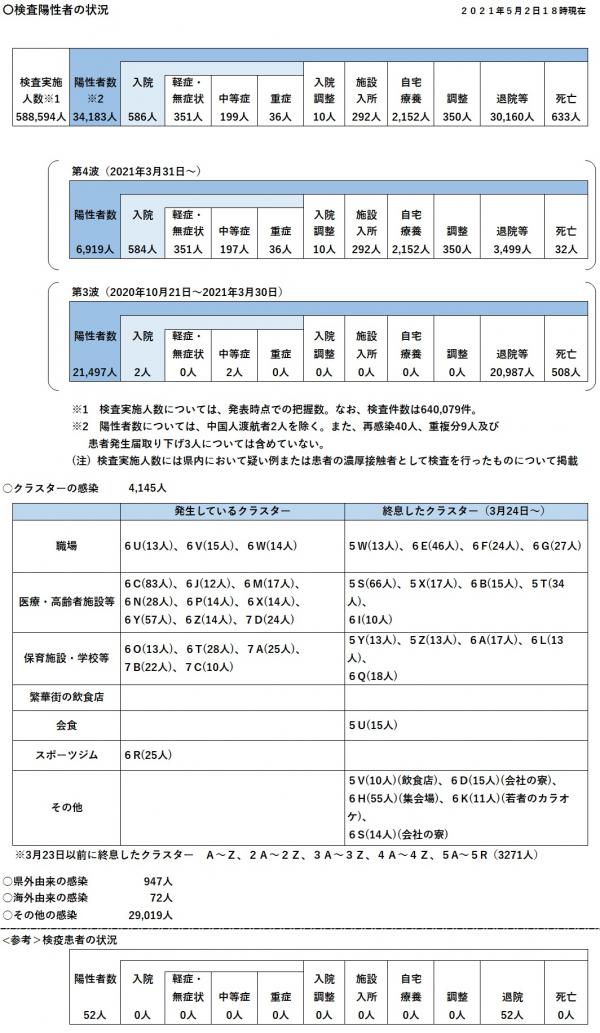 〇検査陽性者の状況
２０２１年５月２日１８時現在
検査実施人数※1 陽性者数※2 入院 軽症・無症状 中等症 重症 入院調整 施設入所 自宅療養 調整 退院等 死亡
588,594人 34,183人 586人 351人 199人 36人 10人 292人 2,152人 350人 30,160人 633人
第4波（2021年3月31日～）
陽性者数 入院 軽症・無症状 中等症 重症 入院調整 施設入所 自宅療養 調整 退院等 死亡
6,919人 584人 351人 197人 36人 10人 292人 2,152人 350人 3,499人 32人
第3波（2020年10月21日～2021年3月30日）
陽性者数 入院 軽症・無症状 中等症 重症 入院調整 施設入所 自宅療養 調整 退院等 死亡
21,497人 2人 0人 2人 0人 0人 0人 0人 0人 20,987人 508人
※1　検査実施人数については、発表時点での把握数。なお、検査件数は640,079件。
※2　陽性者数については、中国人渡航者2人を除く。また、再感染40人、重複分9人及び
患者発生届取り下げ3人については含めていない。
(注）検査実施人数には県内において疑い例または患者の濃厚接触者として検査を行ったものについて掲載
〇クラスターの感染　4,145人
発生しているクラスター 終息したクラスター（3月24日～）
職場 ６U(13人)、６V(15人)、６W(14人) ５W(13人)、６E(46人)、６F(24人)、６G(27人)
医療・高齢者施設等
６C(83人)、６J(12人)、６M(17人)、
６N(28人)、６P(14人)、６X(14人)、
６Y(57人)、６Z(14人)、７D(24人)
５S(66人)、５X(17人)、６B(15人)、５T(34
人)、
６I(10人)
保育施設・学校等
６O(13人)、６T(28人)、７A(25人)、
７B(22人)、７C(10人)
５Y(13人)、５Z(13人)、６A(17人)、６L(13
人)、
６Q(18人)
繁華街の飲食店
会食 ５U(15人)
スポーツジム ６R(25人)
その他
５V(10人)(飲食店)、６D(15人)(会社の寮)、
６H(55人)(集会場)、６K(11人)(若者のカラオ
ケ)、
６S(14人)(会社の寮)
※3月23日以前に終息したクラスター　A～Z、２A～２Z、３A～３Z、４A～４Z、５A～５R（3271人）
〇県外由来の感染　947人
〇海外由来の感染　72人
〇その他の感染　29,019人
<参考＞検疫患者の状況
陽性者数 入院 軽症・無症状 中等症 重症 入院調整 施設入所 自宅療養 調整 退院 死亡
52人 0人 0人 0人 0人 0人 0人 0人 0人 52人 0人